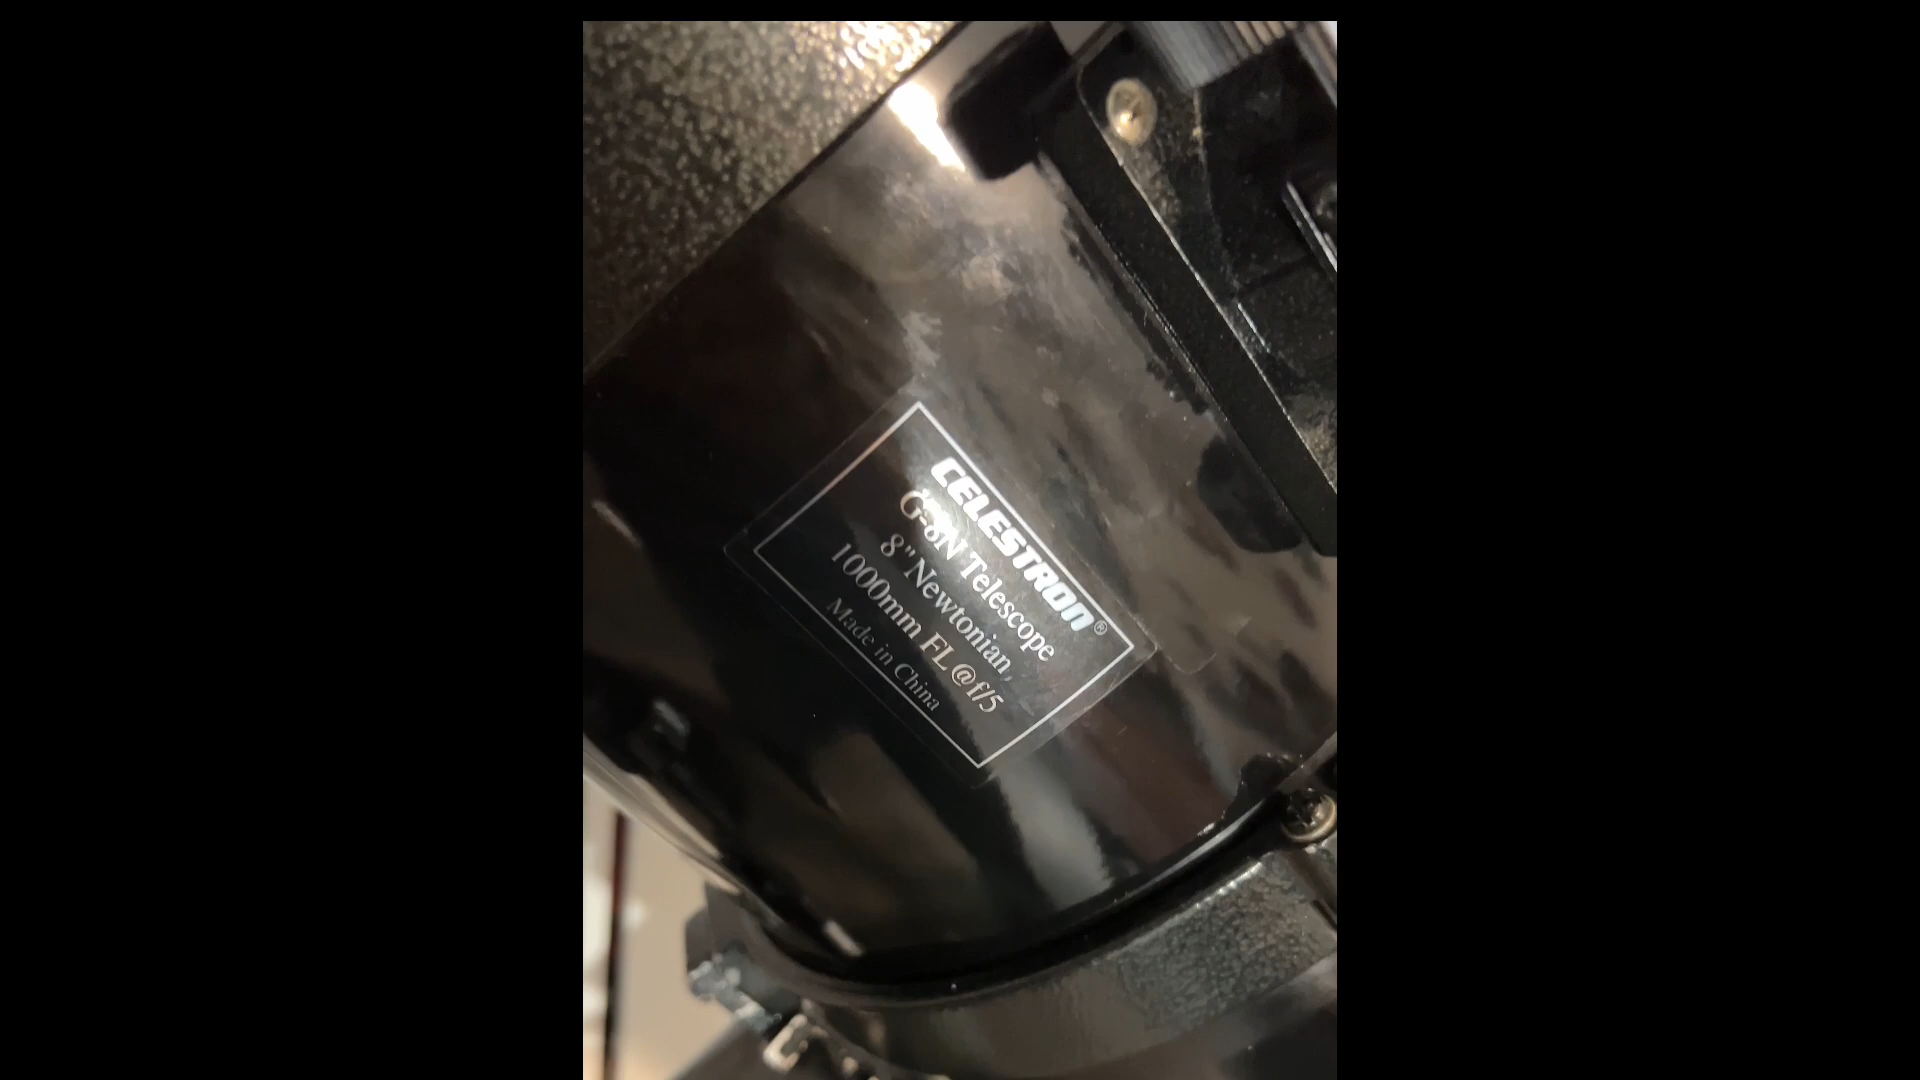 CELESTRON®
G-8N Telescope
8" Newtonian,
1000mm FL@f/5
Made in China